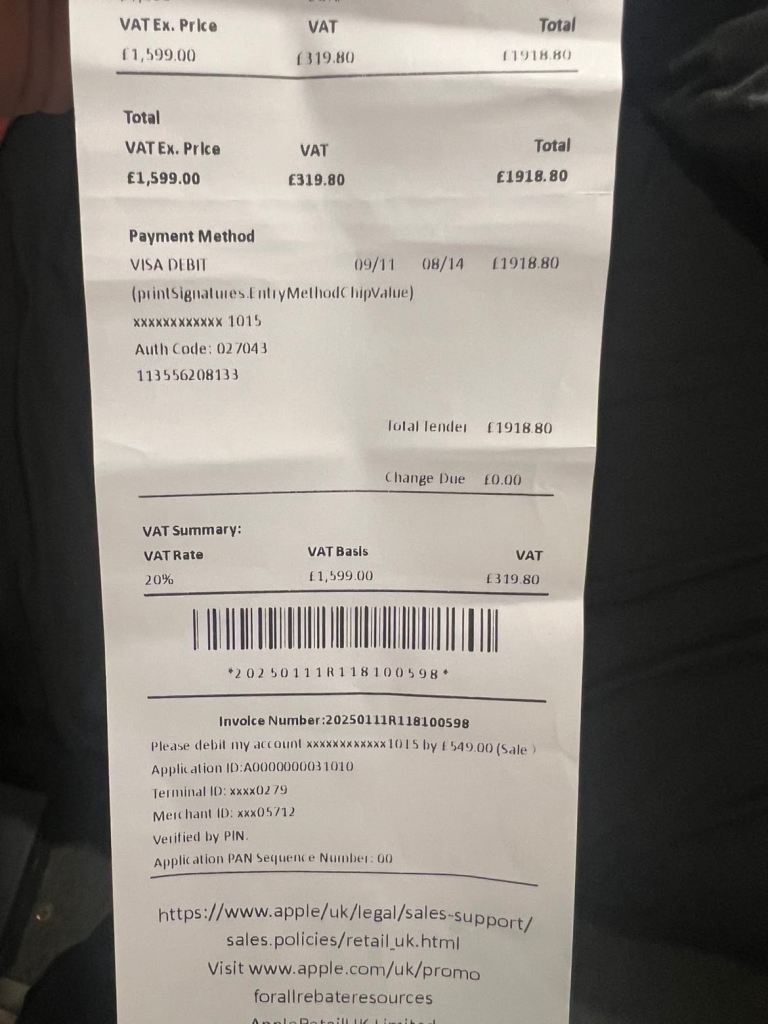 VAT Ex. Price VAT Total
£1,599.00 £319.80 £1918.80
Total
VAT Ex. Price VAT Total
£1,599.00 £319.80 £1918.80
Payment Method
VISA DEBIT 09/11 08/14 £1918.80
(printSignatures.EntryMethodChipValue)
xxxxxxxxxxxx 1015
Auth Code: 027043
113556208133
Total Tender £1918.80
Change Due £0.00
VAT Summary:
VAT Rate VAT Basis VAT
20% £1,599.00 £319.80
*20250111R118100598*
Invoice Number:20250111R118100598
Please debit my account xxxxxxxxxxxx1015 by £549.00 (Sale )
Application ID:A0000000031010
Terminal ID: xxxx0279
Merchant ID: xxx05712
Verified by PIN.
Application PAN Sequence Number: 00
https://www.apple/uk/legal/sales-support/
sales.policies/retail_uk.html
Visit www.apple.com/uk/promo
forallrebateresources